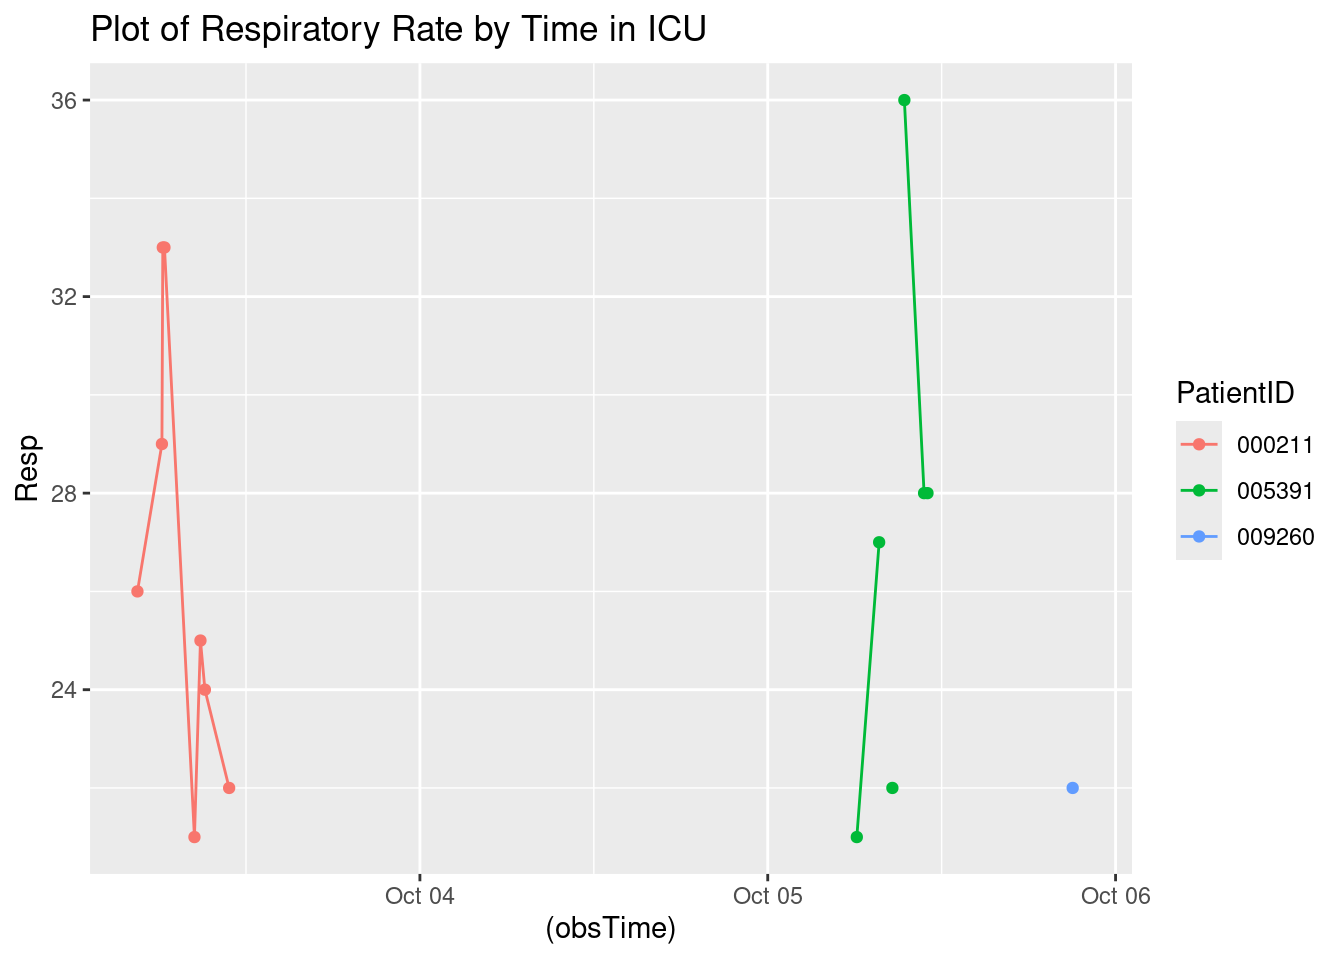 Plot of Respiratory Rate by Time in ICU
36
32
28
24
Resp
Oct 04
Oct 05
Oct 06
(obsTime)
PatientID
000211
005391
009260